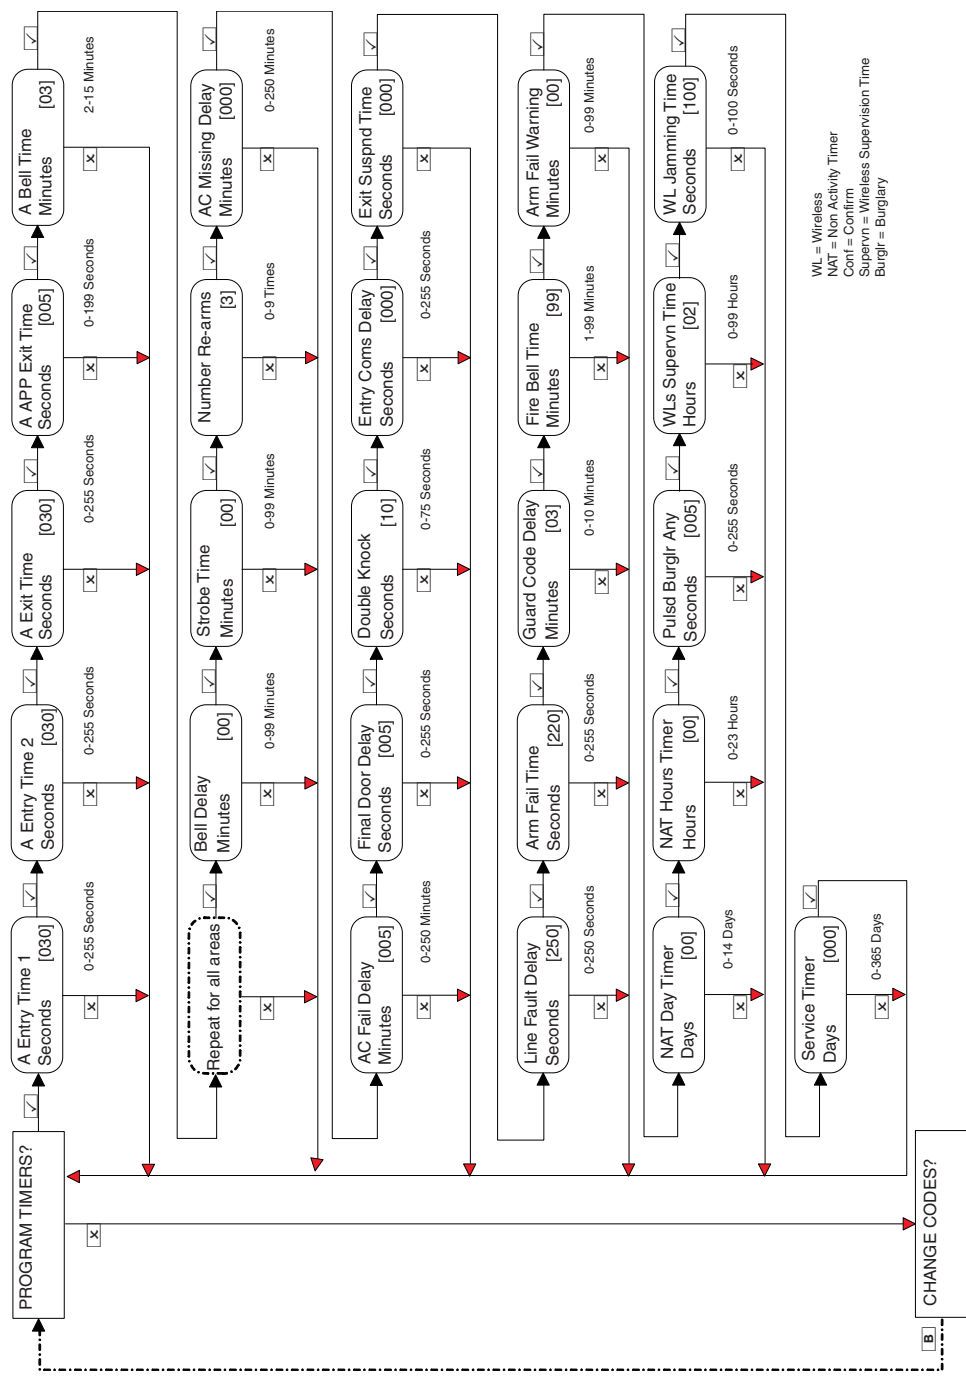 PROGRAM TIMERS?
A Entry Time 1
Seconds [030]
0-255 Seconds
A Entry Time 2
Seconds [030]
0-255 Seconds
A Exit Time
Seconds [030]
0-255 Seconds
A APP Exit Time
Seconds [005]
0-199 Seconds
A Bell Time
Minutes [03]
2-15 Minutes
Repeat for all areas
Bell Delay
Minutes [00]
0-99 Minutes
Strobe Time
Minutes [00]
0-99 Minutes
Number Re-arms
[3]
0-9 Times
AC Missing Delay
Minutes [000]
0-250 Minutes
AC Fail Delay
Minutes [005]
0-250 Minutes
Final Door Delay
Seconds [005]
0-255 Seconds
Double Knock
Seconds [10]
0-75 Seconds
Entry Coms Delay
Seconds [000]
0-255 Seconds
Exit Suspnd Time
Seconds [000]
0-255 Seconds
Line Fault Delay
Seconds [250]
0-250 Seconds
Arm Fail Time
Seconds [220]
0-255 Seconds
Guard Code Delay
Minutes [03]
0-10 Minutes
Fire Bell Time
Minutes [99]
1-99 Minutes
Arm Fail Warning
Minutes [00]
0-99 Minutes
NAT Day Timer
Days [00]
0-14 Days
NAT Hours Timer
Hours [00]
0-23 Hours
Pulsd Burglr Any
Seconds [005]
0-255 Seconds
WLs Supervn Time
Hours [02]
0-99 Hours
WL Jamming Time
Seconds [100]
0-100 Seconds
Service Timer
Days [000]
0-365 Days
CHANGE CODES?
B
WL = Wireless
NAT = Non Activity Timer
Conf = Confirm
Supervn = Wireless Supervision Time
Burglr = Burglary